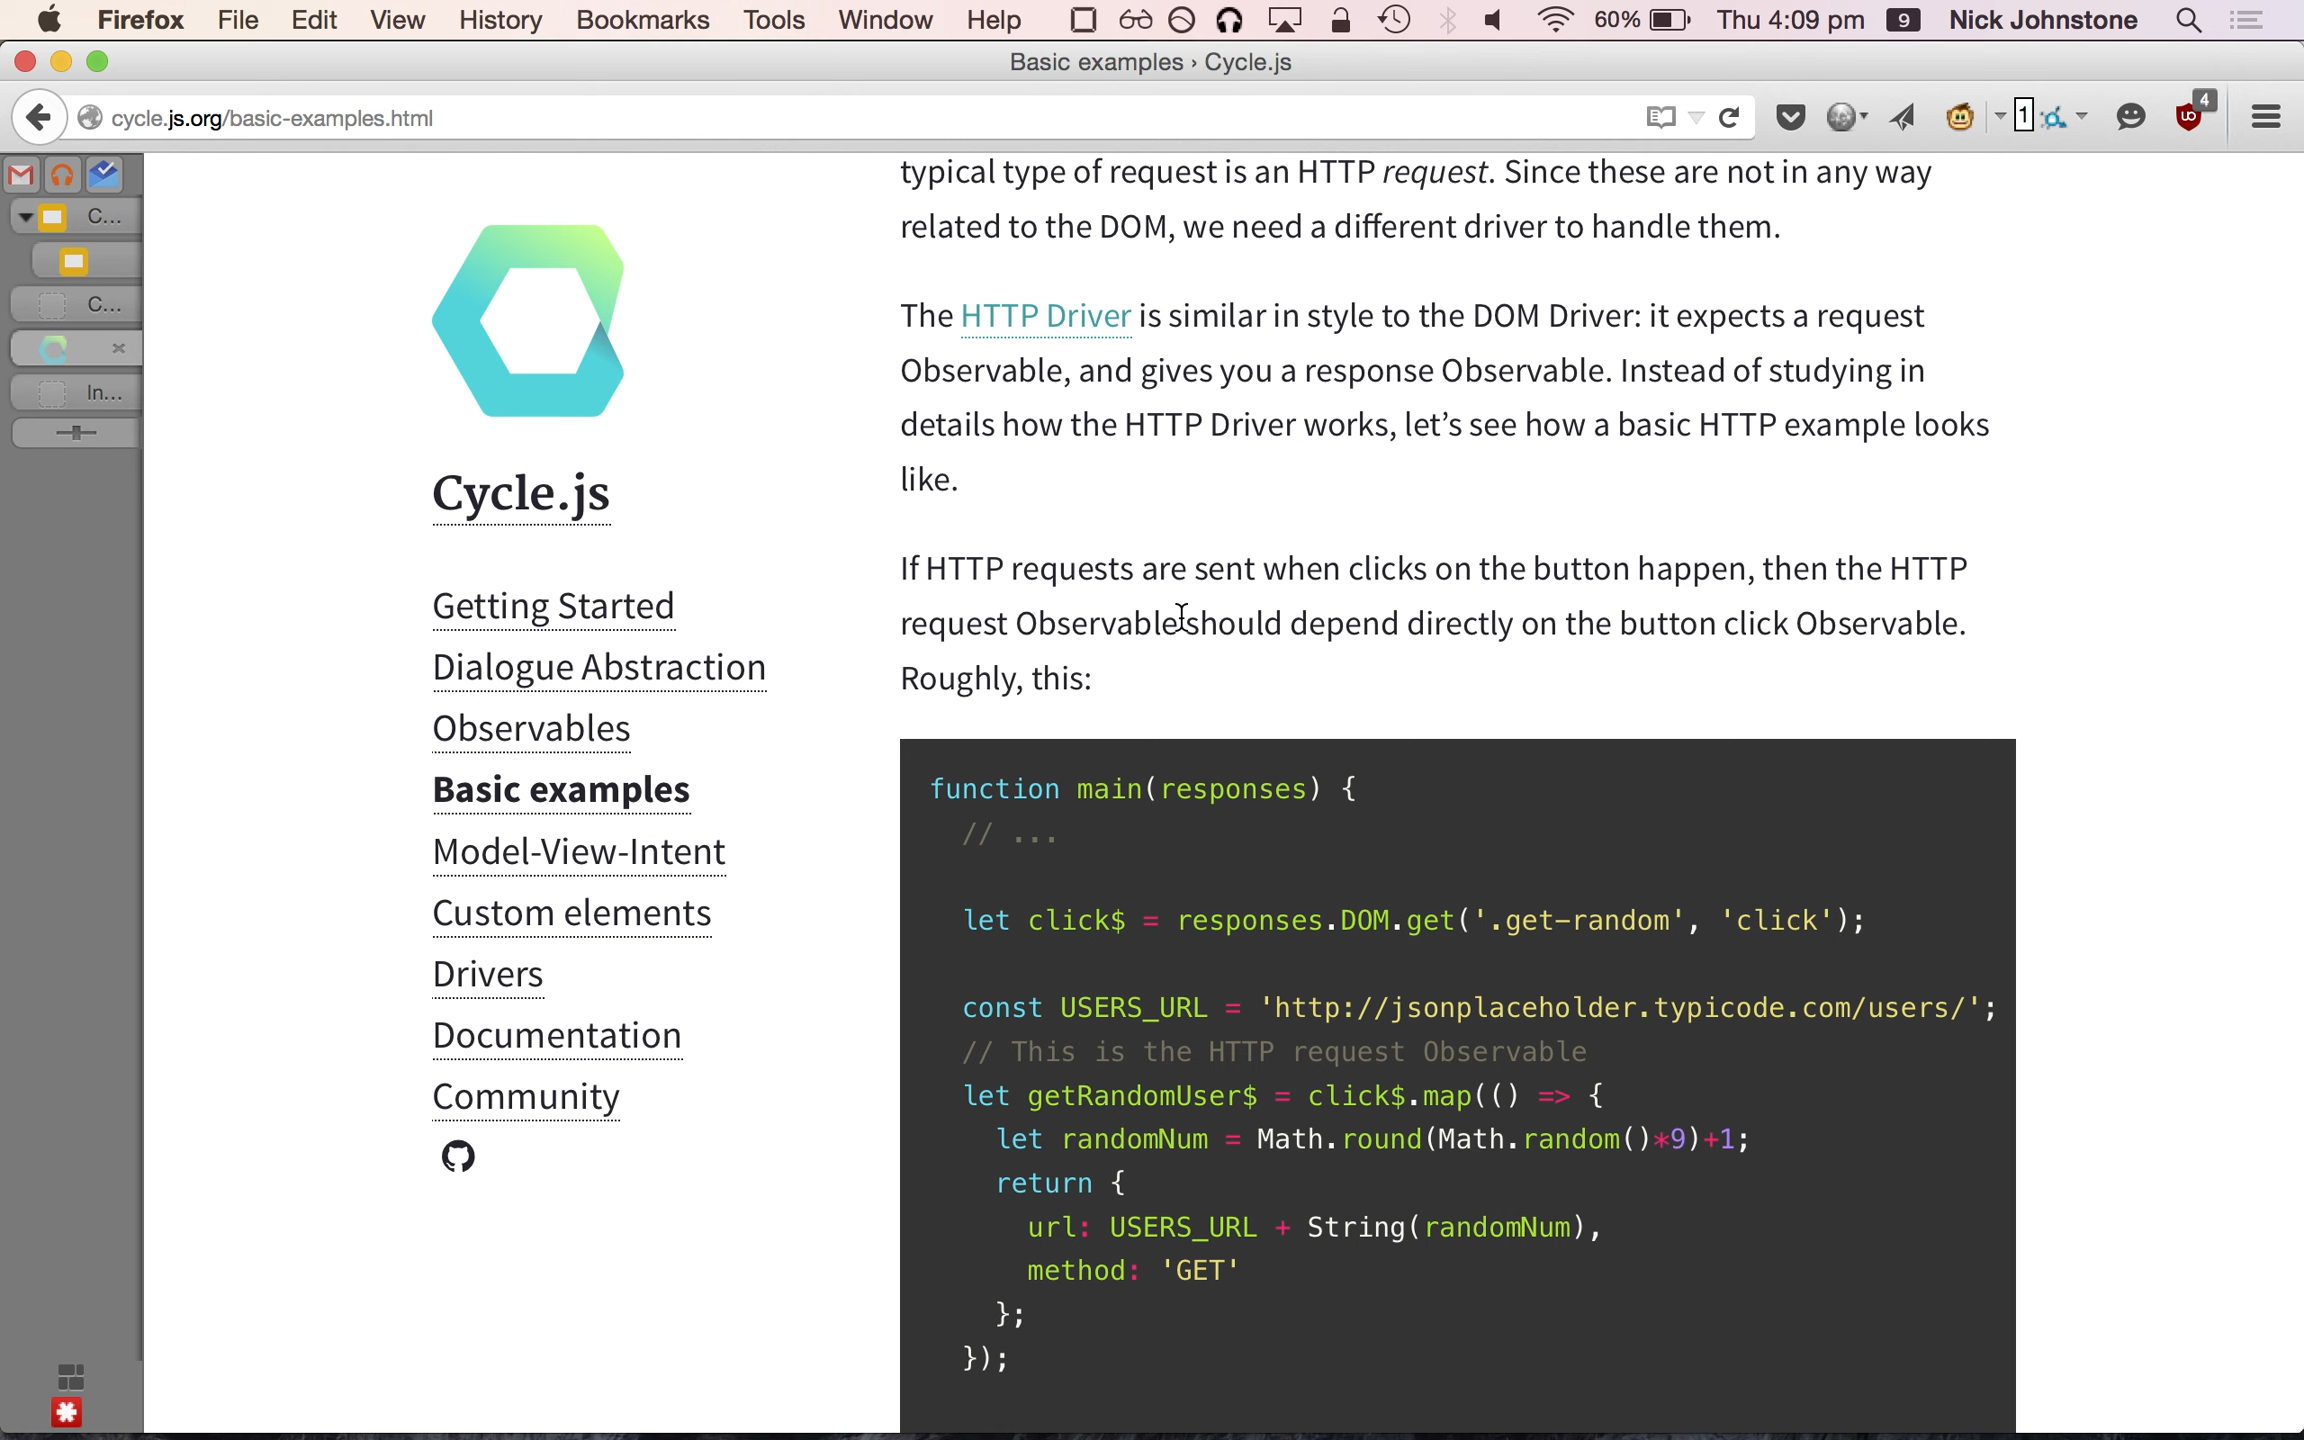 Firefox File Edit View History Bookmarks Tools Window Help 60% Thu 4:09 pm 9 Nick Johnstone
Basic examples › Cycle.js
cycle.js.org/basic-examples.html 1 4
C...
C...
In...
Cycle.js
Getting Started
Dialogue Abstraction
Observables
Basic examples
Model-View-Intent
Custom elements
Drivers
Documentation
Community
typical type of request is an HTTP request. Since these are not in any way
related to the DOM, we need a different driver to handle them.
The HTTP Driver is similar in style to the DOM Driver: it expects a request
Observable, and gives you a response Observable. Instead of studying in
details how the HTTP Driver works, let’s see how a basic HTTP example looks
like.
If HTTP requests are sent when clicks on the button happen, then the HTTP
request Observable should depend directly on the button click Observable.
Roughly, this:
function main(responses) {
// ...
let click$ = responses.DOM.get('.get-random', 'click');
const USERS_URL = 'http://jsonplaceholder.typicode.com/users/';
// This is the HTTP request Observable
let getRandomUser$ = click$.map(() => {
let randomNum = Math.round(Math.random()*9)+1;
return {
url: USERS_URL + String(randomNum),
method: 'GET'
};
});